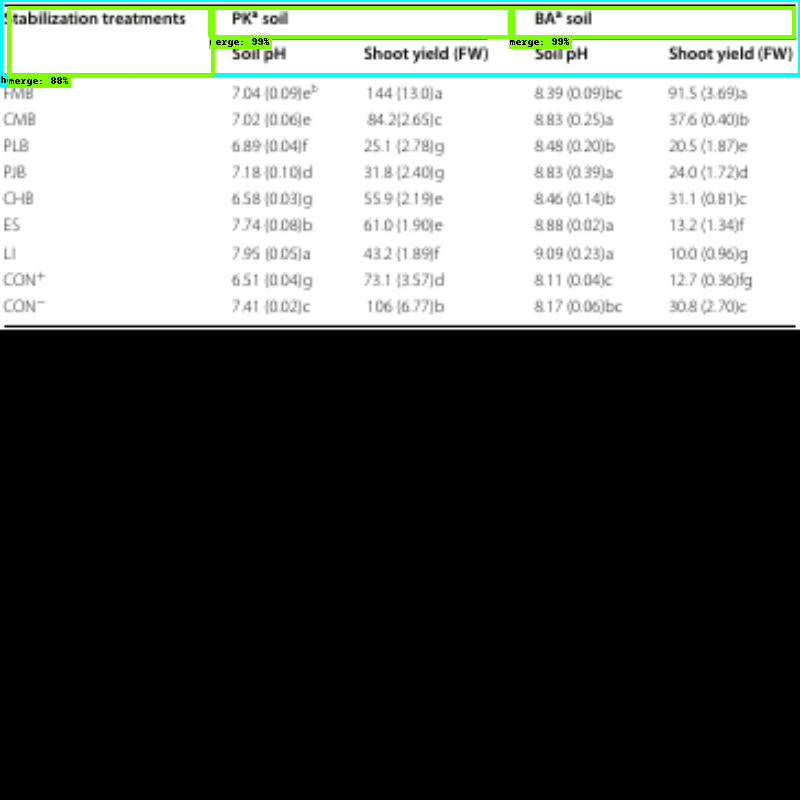 Stabilization treatments PKᵃ soil BAᵃ soil
merge: 99% merge: 99%
Soil pH Shoot yield (FW) Soil pH Shoot yield (FW)
merge: 88%
FMB 7.04 (0.09)eᵇ 144 (13.0)a 8.39 (0.09)bc 91.5 (3.69)a
CMB 7.02 (0.06)e 84.2(2.65)c 8.83 (0.25)a 37.6 (0.40)b
PLB 6.89 (0.04)f 25.1 (2.78)g 8.48 (0.20)b 20.5 (1.87)e
PJB 7.18 (0.10)d 31.8 (2.40)g 8.83 (0.39)a 24.0 (1.72)d
CHB 6.58 (0.03)g 55.9 (2.19)e 8.46 (0.14)b 31.1 (0.81)c
ES 7.74 (0.08)b 61.0 (1.90)e 8.88 (0.02)a 13.2 (1.34)f
LI 7.95 (0.05)a 43.2 (1.89)f 9.09 (0.23)a 10.0 (0.96)g
CON⁺ 6.51 (0.04)g 73.1 (3.57)d 8.11 (0.04)c 12.7 (0.36)fg
CON⁻ 7.41 (0.02)c 106 (6.77)b 8.17 (0.06)bc 30.8 (2.70)c